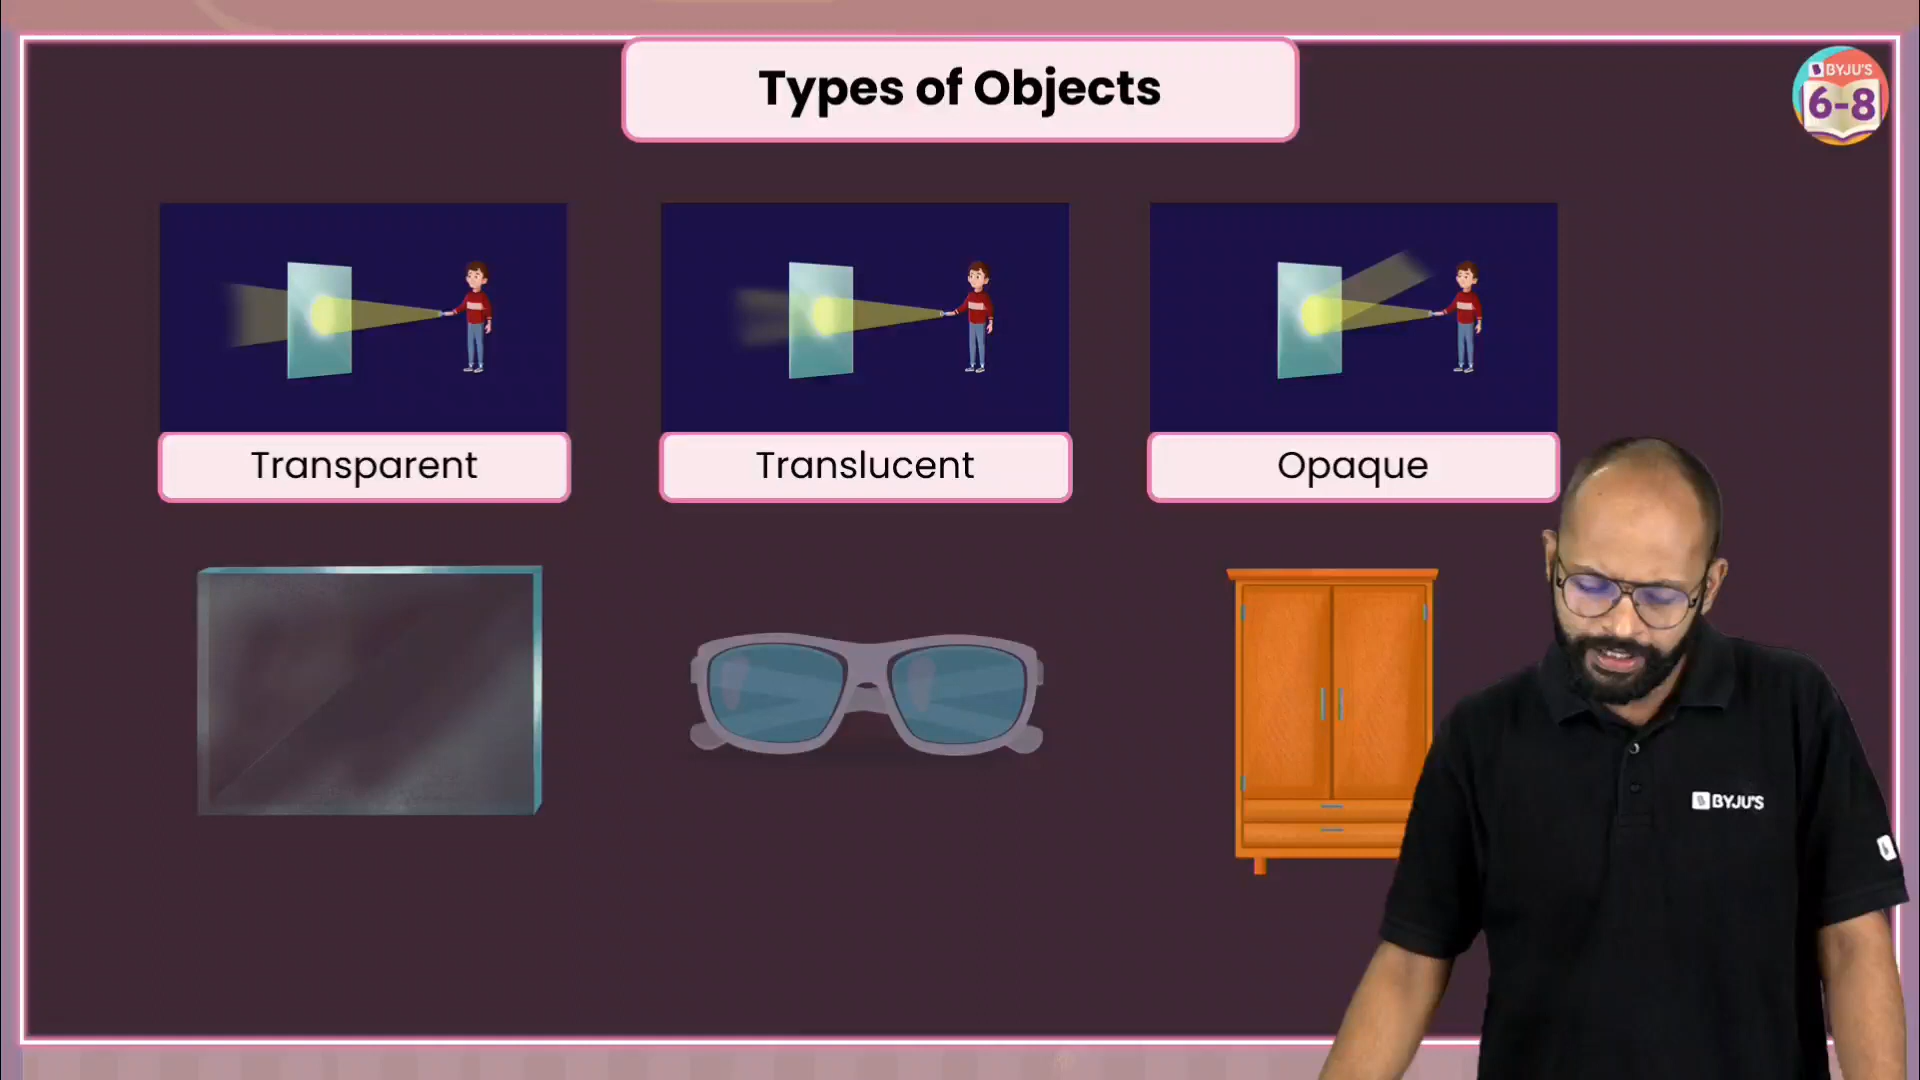 Types of Objects
BYJU'S
6-8
Transparent
Translucent
Opaque
BYJU'S